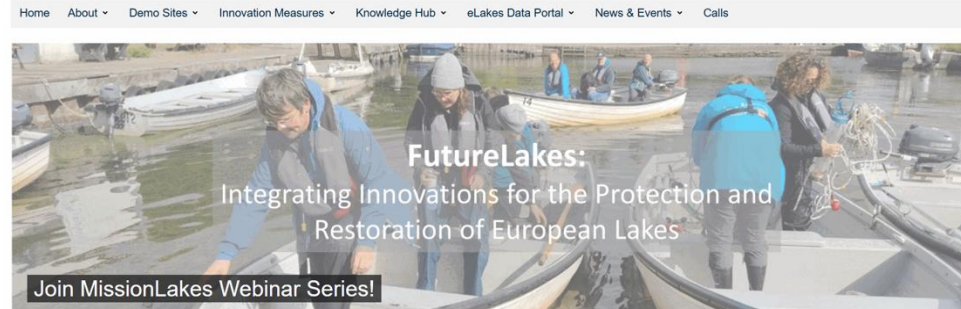 Home About Demo Sites Innovation Measures Knowledge Hub eLakes Data Portal News & Events Calls
14
FutureLakes:
Integrating Innovations for the Protection and
Restoration of European Lakes
Join MissionLakes Webinar Series!